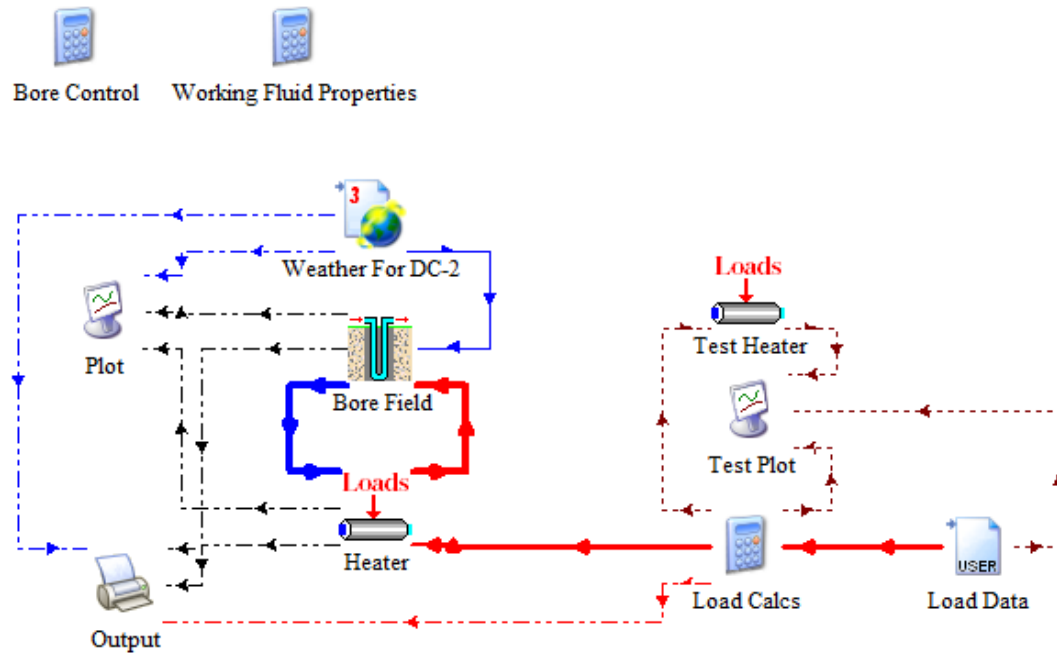 Bore Control
Working Fluid Properties
3
Weather For DC-2
Loads
Plot
Test Heater
Bore Field
Test Plot
Loads
Heater
USER
Load Calcs
Load Data
Output